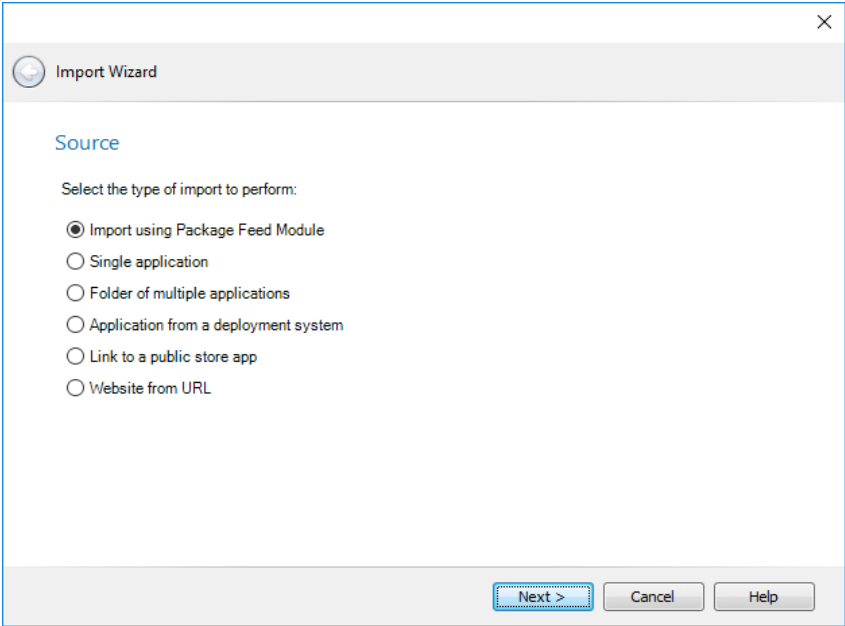 Import Wizard
Source
Select the type of import to perform:
Import using Package Feed Module
Single application
Folder of multiple applications
Application from a deployment system
Link to a public store app
Website from URL
Next >
Cancel
Help